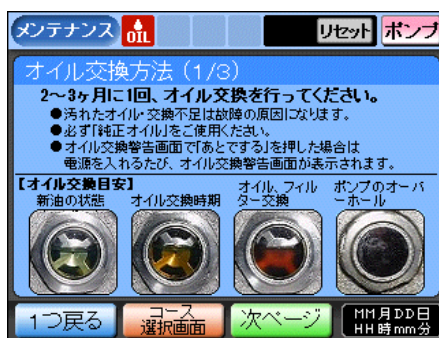 メンテナンス OIL リセット ポンプ
オイル交換方法（1/3）
2～3ヶ月に1回、オイル交換を行ってください。
●汚れたオイル・交換不足は故障の原因になります。
●必ず「純正オイル」をご使用ください。
●オイル交換警告画面で「あとでする」を押した場合は
電源を入れるたび、オイル交換警告画面が表示されます。
【オイル交換目安】
新油の状態 オイル交換時期 オイル、フィルター交換 ポンプのオーバーホール
1つ戻る コース選択画面 次ページ MM月DD日
HH時mm分